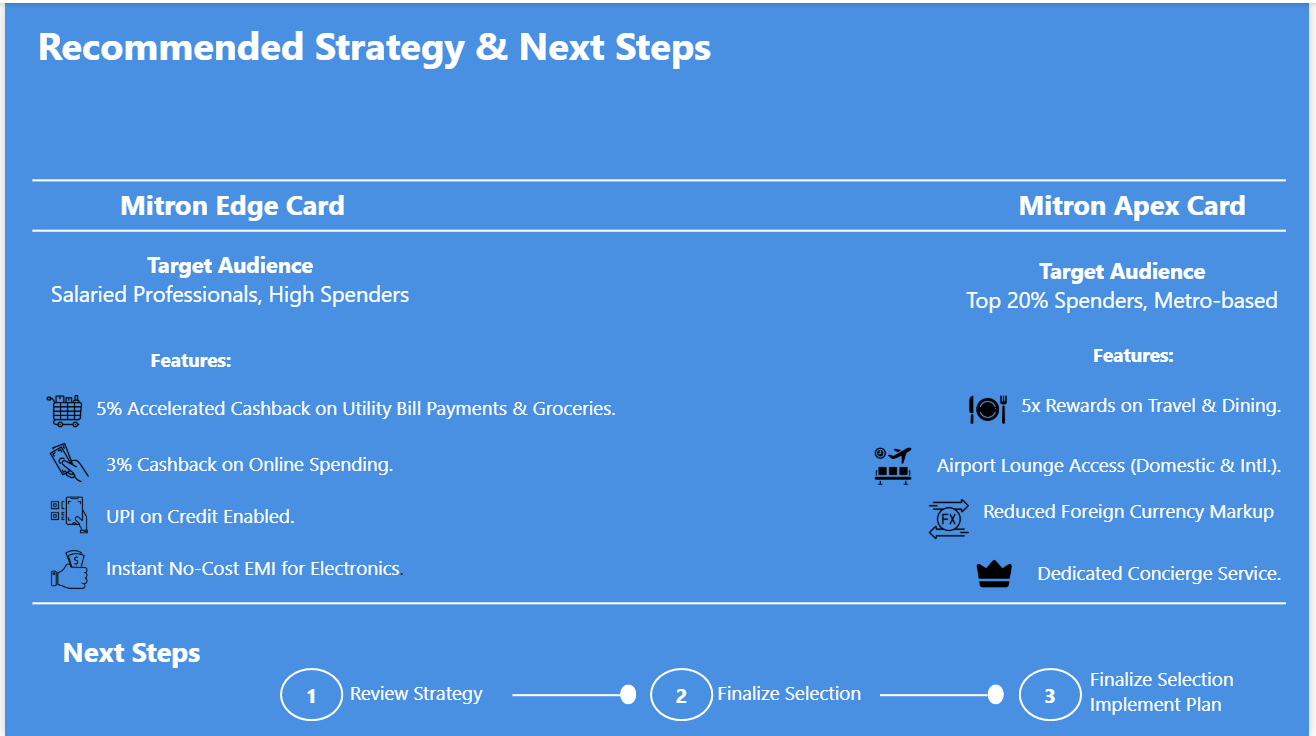 Recommended Strategy & Next Steps
Mitron Edge Card
Mitron Apex Card
Target Audience
Salaried Professionals, High Spenders
Features:
5% Accelerated Cashback on Utility Bill Payments & Groceries.
3% Cashback on Online Spending.
UPI on Credit Enabled.
$
Instant No-Cost EMI for Electronics.
Target Audience
Top 20% Spenders, Metro-based
Features:
5x Rewards on Travel & Dining.
Airport Lounge Access (Domestic & Intl.).
FX
Reduced Foreign Currency Markup
Dedicated Concierge Service.
Next Steps
1
Review Strategy
2
Finalize Selection
3
Finalize Selection
Implement Plan